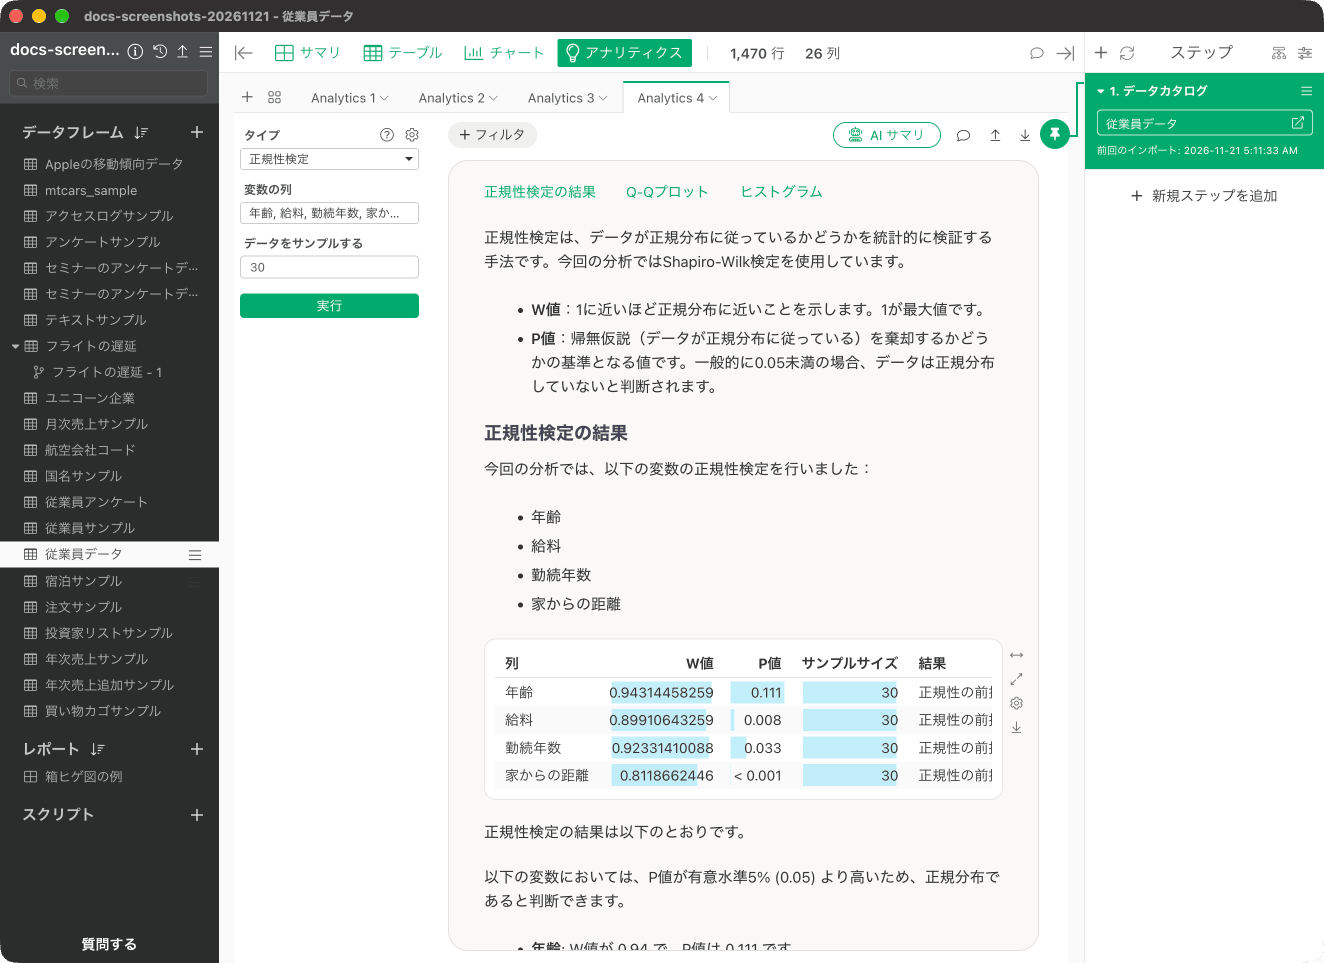 docs-screenshots-20261121 - 従業員データ
docs-screen...
検索
データフレーム
Appleの移動傾向データ
mtcars_sample
アクセスログサンプル
アンケートサンプル
セミナーのアンケートデ…
セミナーのアンケートデ…
テキストサンプル
フライトの遅延
フライトの遅延 - 1
ユニコーン企業
月次売上サンプル
航空会社コード
国名サンプル
従業員アンケート
従業員サンプル
従業員データ
宿泊サンプル
注文サンプル
投資家リストサンプル
年次売上サンプル
年次売上追加サンプル
買い物カゴサンプル
レポート
箱ヒゲ図の例
スクリプト
質問する
サマリ テーブル チャート アナリティクス 1,470 行 26 列
Analytics 1 Analytics 2 Analytics 3 Analytics 4
タイプ
正規性検定
変数の列
年齢, 給料, 勤続年数, 家か...
データをサンプルする
30
実行
フィルタ
AI サマリ
正規性検定の結果 Q-Qプロット ヒストグラム
正規性検定は、データが正規分布に従っているかどうかを統計的に検証する
手法です。今回の分析ではShapiro-Wilk検定を使用しています。
• W値：1に近いほど正規分布に近いことを示します。1が最大値です。
• P値：帰無仮説（データが正規分布に従っている）を棄却するかどう
かの基準となる値です。一般的に0.05未満の場合、データは正規分布
していないと判断されます。
正規性検定の結果
今回の分析では、以下の変数の正規性検定を行いました：
• 年齢
• 給料
• 勤続年数
• 家からの距離
列 W値 P値 サンプルサイズ 結果
年齢 0.94314458259 0.111 30 正規性の前
給料 0.89910643259 0.008 30 正規性の前
勤続年数 0.92331410088 0.033 30 正規性の前
家からの距離 0.8118662446 < 0.001 30 正規性の前
正規性検定の結果は以下のとおりです。
以下の変数においては、P値が有意水準5% (0.05) より高いため、正規分布で
あると判断できます。
• 年齢: W値が 0.94 で、P値は 0.111 です
ステップ
1. データカタログ
従業員データ
前回のインポート: 2026-11-21 5:11:33 AM
新規ステップを追加